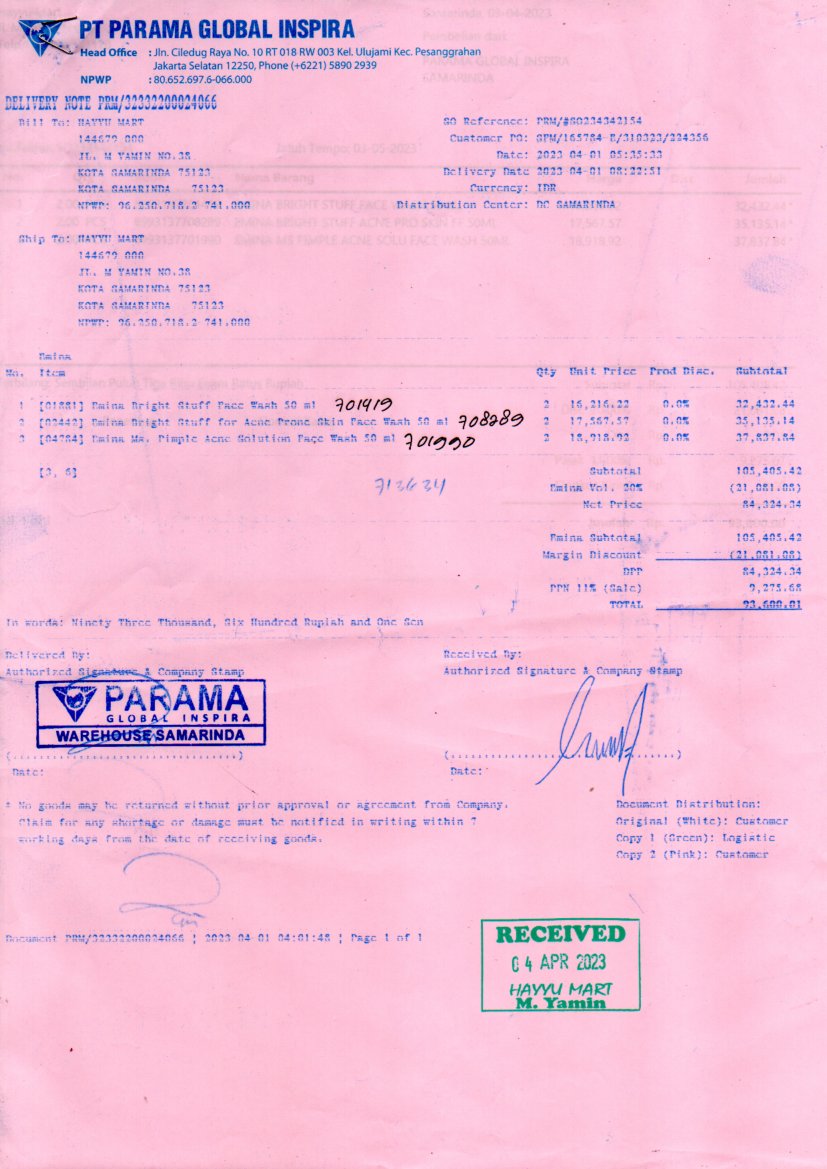 PT PARAMA GLOBAL INSPIRA
Head Office : Jln. Ciledug Raya No. 10 RT 018 RW 003 Kel. Ulujami Kec. Pesanggrahan
Jakarta Selatan 12250, Phone (+6221) 5890 2939
NPWP : 80.652.697.6-066.000
DELIVERY NOTE PRM/32332200024066
Bill To: HAYYU MART
144679.000
JL. M YAMIN NO.38
KOTA SAMARINDA 75123
KOTA SAMARINDA 75123
NPWP: 96.350.718.2-741.000
SO Reference: PRM/#SO234342154
Customer PO: SPM/165784-E/310323/224356
Date: 2023-04-01 05:35:33
Delivery Date 2023-04-01 08:22:51
Currency: IDR
Distribution Center: DC SAMARINDA
Ship To: HAYYU MART
144679.000
JL. M YAMIN NO.38
KOTA SAMARINDA 75123
KOTA SAMARINDA 75123
NPWP: 96.350.718.2-741.000
Emina
No. Item Qty Unit Price Prod Disc. Subtotal
1 [01881] Emina Bright Stuff Face Wash 50 ml 701919 2 16,216.22 0.0% 32,432.44
2 [02442] Emina Bright Stuff for Acne Prone Skin Face Wash 50 ml 708289 2 17,567.57 0.0% 35,135.14
3 [04784] Emina Ms. Pimple Acne Solution Face Wash 50 ml 701990 2 18,918.92 0.0% 37,837.84
[3, 6]
713634
Subtotal 105,405.42
Emina Vol. 20% (21,081.08)
Net Price 84,324.34
Emina Subtotal 105,405.42
Margin Discount (21,081.08)
DPP 84,324.34
PPN 11% (Sale) 9,275.68
TOTAL 93,600.01
In words: Ninety Three Thousand, Six Hundred Rupiah and One Sen
Delivered By:
Authorized Signature & Company Stamp
PARAMA
GLOBAL INSPIRA
WAREHOUSE SAMARINDA
Date:
Received By:
Authorized Signature & Company Stamp
Date:
* No goods may be returned without prior approval or agreement from Company.
Claim for any shortage or damage must be notified in writing within 7
working days from the date of receiving goods.
Document Distribution:
Original (White): Customer
Copy 1 (Green): Logistic
Copy 2 (Pink): Customer
Document PRM/32332200024066 | 2023-04-01 04:01:48 | Page 1 of 1
RECEIVED
04 APR 2023
HAYYU MART
M. Yamin